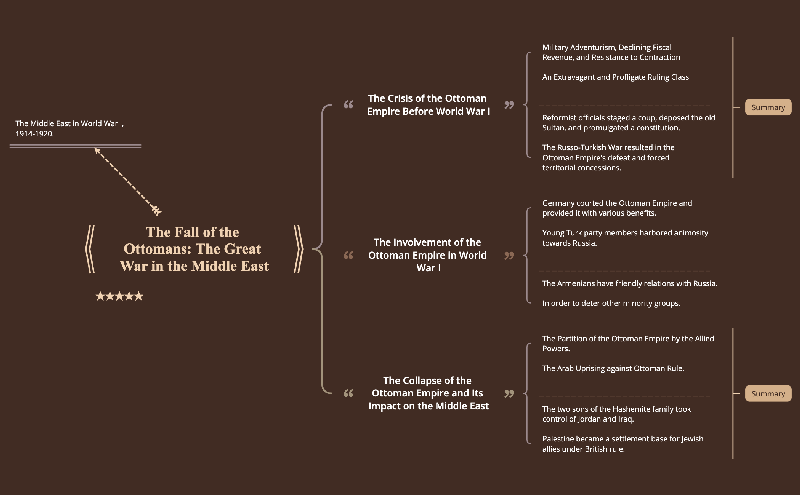 The Middle East in World War I,
1914-1920
The Fall of the
Ottomans: The Great
War in the Middle East
The Crisis of the Ottoman
Empire Before World War I
Military Adventurism, Declining Fiscal
Revenue, and Resistance to Contraction
An Extravagant and Profligate Ruling Class
Reformist officials staged a coup, deposed the old
Sultan, and promulgated a constitution.
The Russo-Turkish War resulted in the
Ottoman Empire's defeat and forced
territorial concessions.
Summary
The Involvement of the
Ottoman Empire in World
War I
Germany courted the Ottoman Empire and
provided it with various benefits.
Young Turk party members harbored animosity
towards Russia.
The Armenians have friendly relations with Russia.
In order to deter other minority groups.
The Collapse of the
Ottoman Empire and Its
Impact on the Middle East
The Partition of the Ottoman Empire by the Allied
Powers.
The Arab Uprising against Ottoman Rule.
The two sons of the Hashemite family took
control of Jordan and Iraq.
Palestine became a settlement base for Jewish
allies under British rule.
Summary